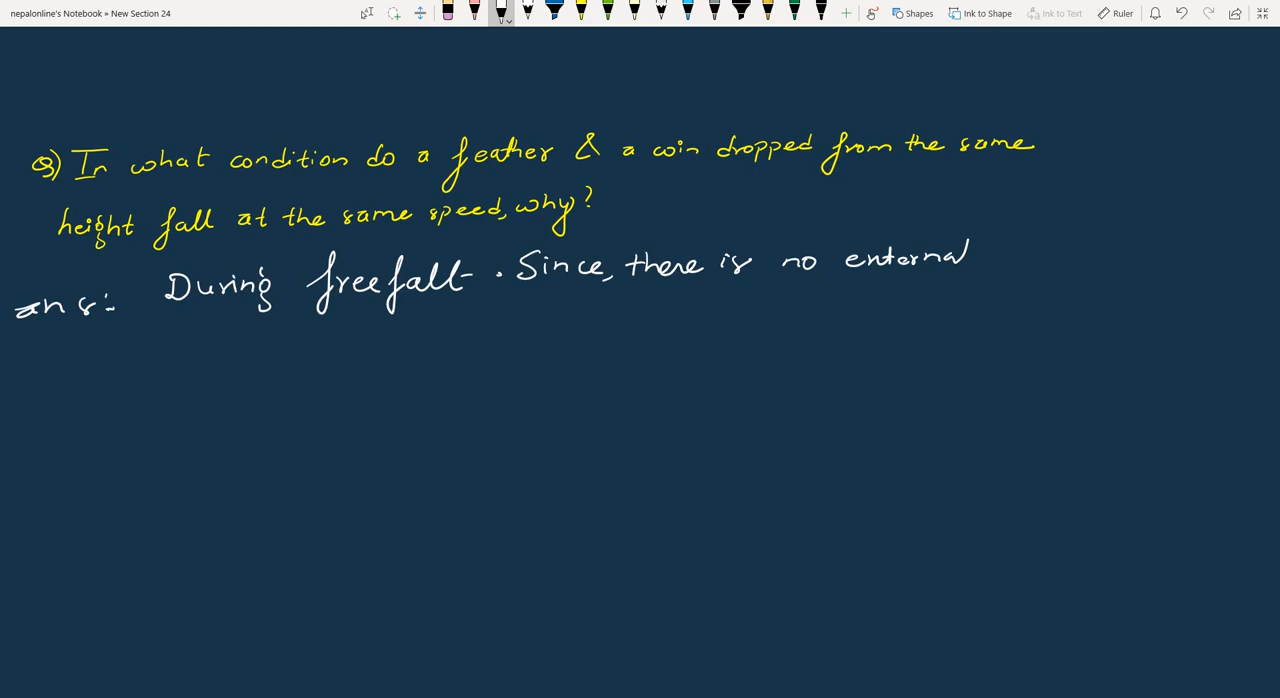 nepalonline's Notebook » New Section 24
Shapes Ink to Shape Ink to Text Ruler
Q) In what condition do a feather & a coin dropped from the same
height fall at the same speed, why?
ans:- During freefall. Since, there is no enternal